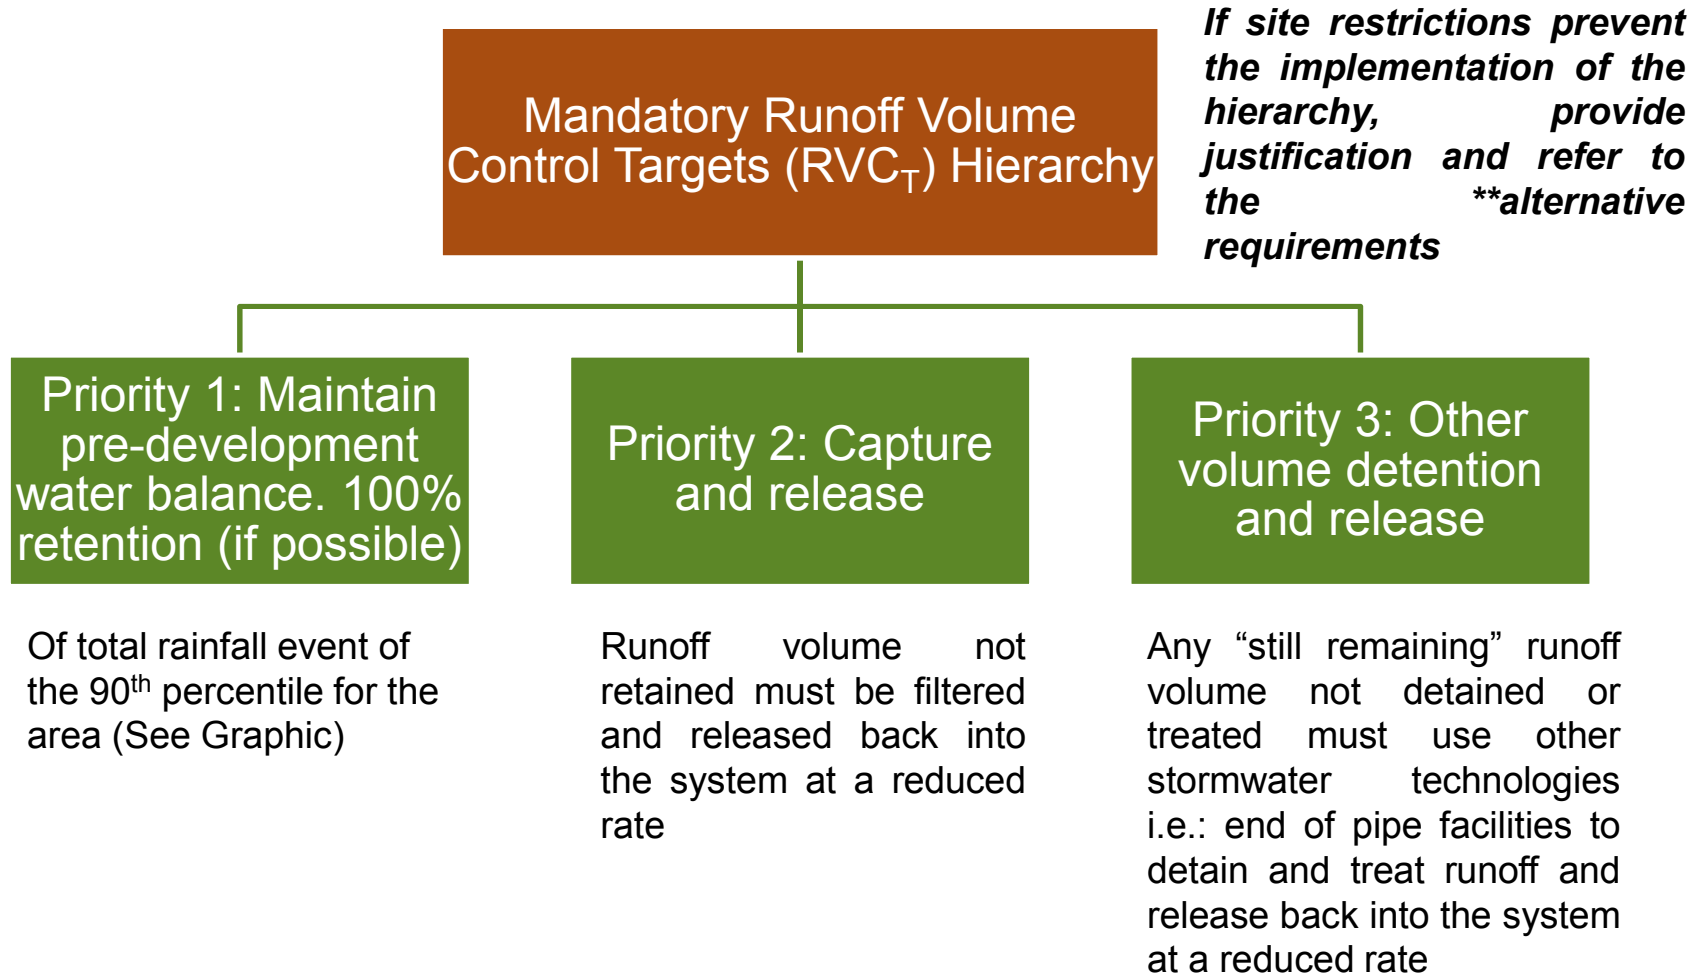 If site restrictions prevent
the implementation of the
hierarchy, provide
justification and refer to
the **alternative
requirements
Mandatory Runoff Volume
Control Targets (RVCT) Hierarchy
Priority 1: Maintain
pre-development
water balance. 100%
retention (if possible)
Of total rainfall event of
the 90th percentile for the
area (See Graphic)
Priority 2: Capture
and release
Runoff volume not
retained must be filtered
and released back into
the system at a reduced
rate
Priority 3: Other
volume detention
and release
Any “still remaining” runoff
volume not detained or
treated must use other
stormwater technologies
i.e.: end of pipe facilities to
detain and treat runoff and
release back into the system
at a reduced rate